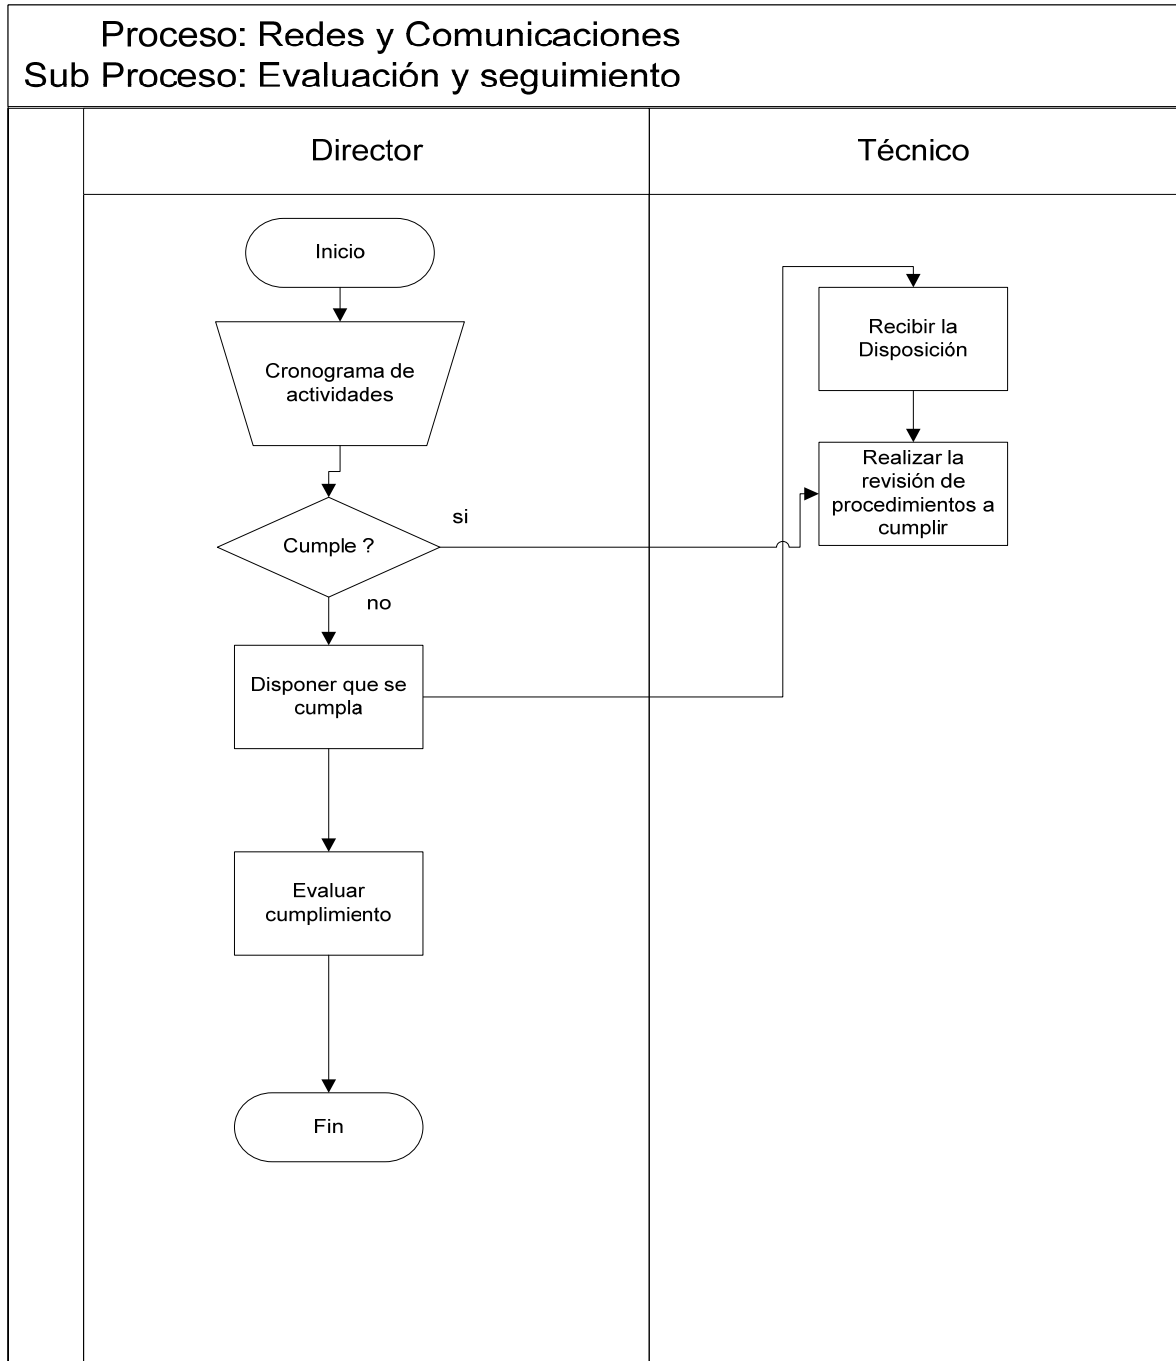 Proceso: Redes y Comunicaciones
Sub Proceso: Evaluación y seguimiento
Director
Técnico
Inicio
Cronograma de
actividades
Cumple ?
si
no
Disponer que se
cumpla
Evaluar
cumplimiento
Fin
Recibir la
Disposición
Realizar la
revisión de
procedimientos a
cumplir